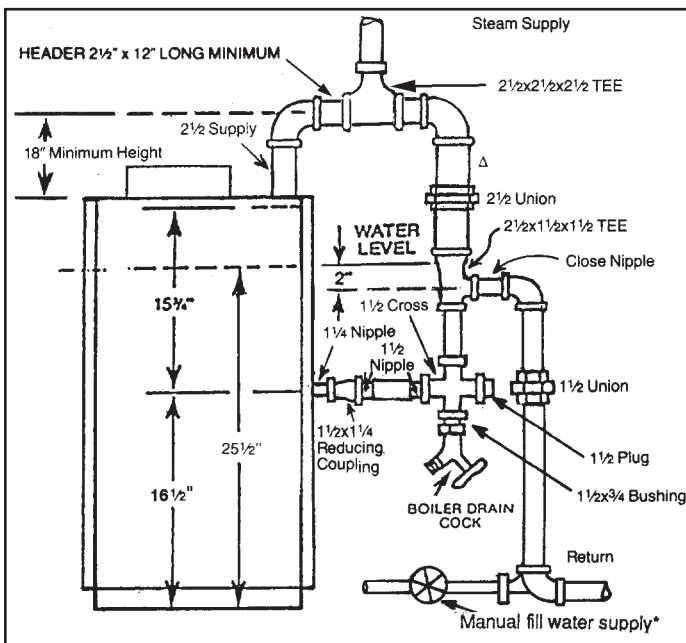 Steam Supply
HEADER 2½" x 12" LONG MINIMUM
2½x2½x2½ TEE
2½ Supply
18" Minimum Height
Δ
2½ Union
WATER
LEVEL
2½x1½x1½ TEE
Close Nipple
2"
15¾"
1½ Cross
1¼ Nipple
1½
Nipple
1½ Union
25½"
1½x1¼
Reducing
Coupling
1½ Plug
16½"
1½x¾ Bushing
BOILER DRAIN
COCK
Return
Manual fill water supply*